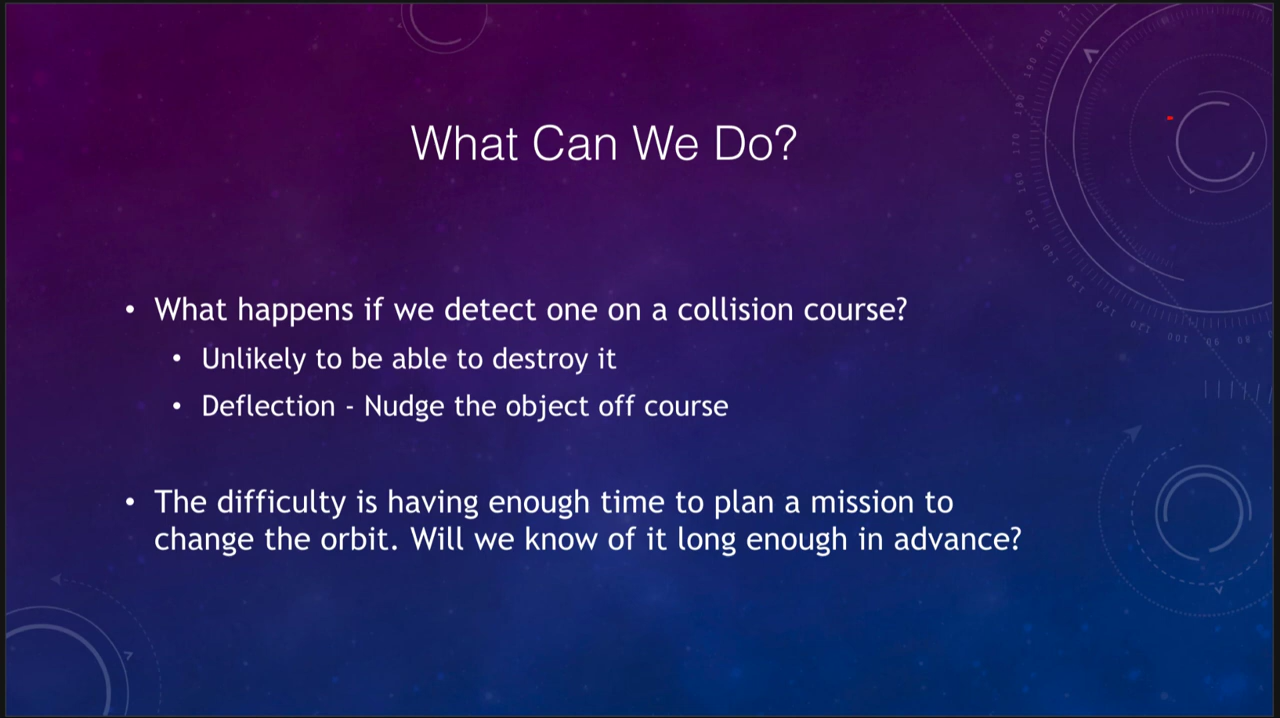 What Can We Do?
• What happens if we detect one on a collision course?
• Unlikely to be able to destroy it
• Deflection - Nudge the object off course
• The difficulty is having enough time to plan a mission to
change the orbit. Will we know of it long enough in advance?